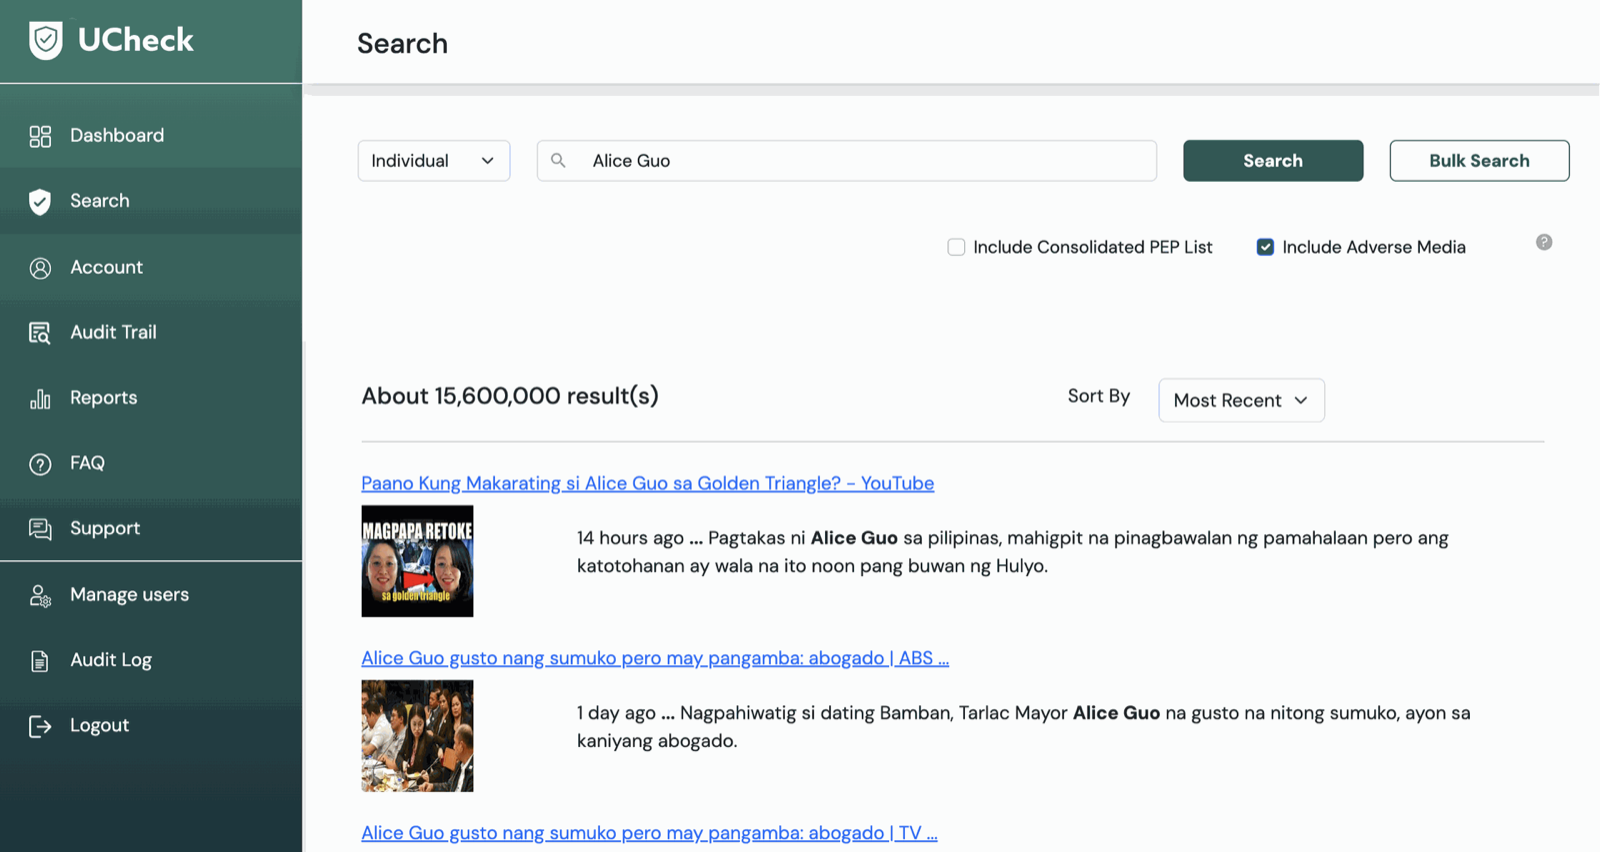 UCheck
Search
Dashboard
Search
Account
Audit Trail
Reports
FAQ
Support
Manage users
Audit Log
Logout
Individual
Alice Guo
Search
Bulk Search
Include Consolidated PEP List
Include Adverse Media
?
About 15,600,000 result(s)
Sort By
Most Recent
Paano Kung Makarating si Alice Guo sa Golden Triangle? - YouTube
MAGPAPA RETOKE
sa golden triangle
14 hours ago ... Pagtakas ni Alice Guo sa pilipinas, mahigpit na pinagbawalan ng pamahalaan pero ang
katotohanan ay wala na ito noon pang buwan ng Hulyo.
Alice Guo gusto nang sumuko pero may pangamba: abogado | ABS ...
1 day ago ... Nagpahiwatig si dating Bamban, Tarlac Mayor Alice Guo na gusto na nitong sumuko, ayon sa
kaniyang abogado.
Alice Guo gusto nang sumuko pero may pangamba: abogado | TV ...